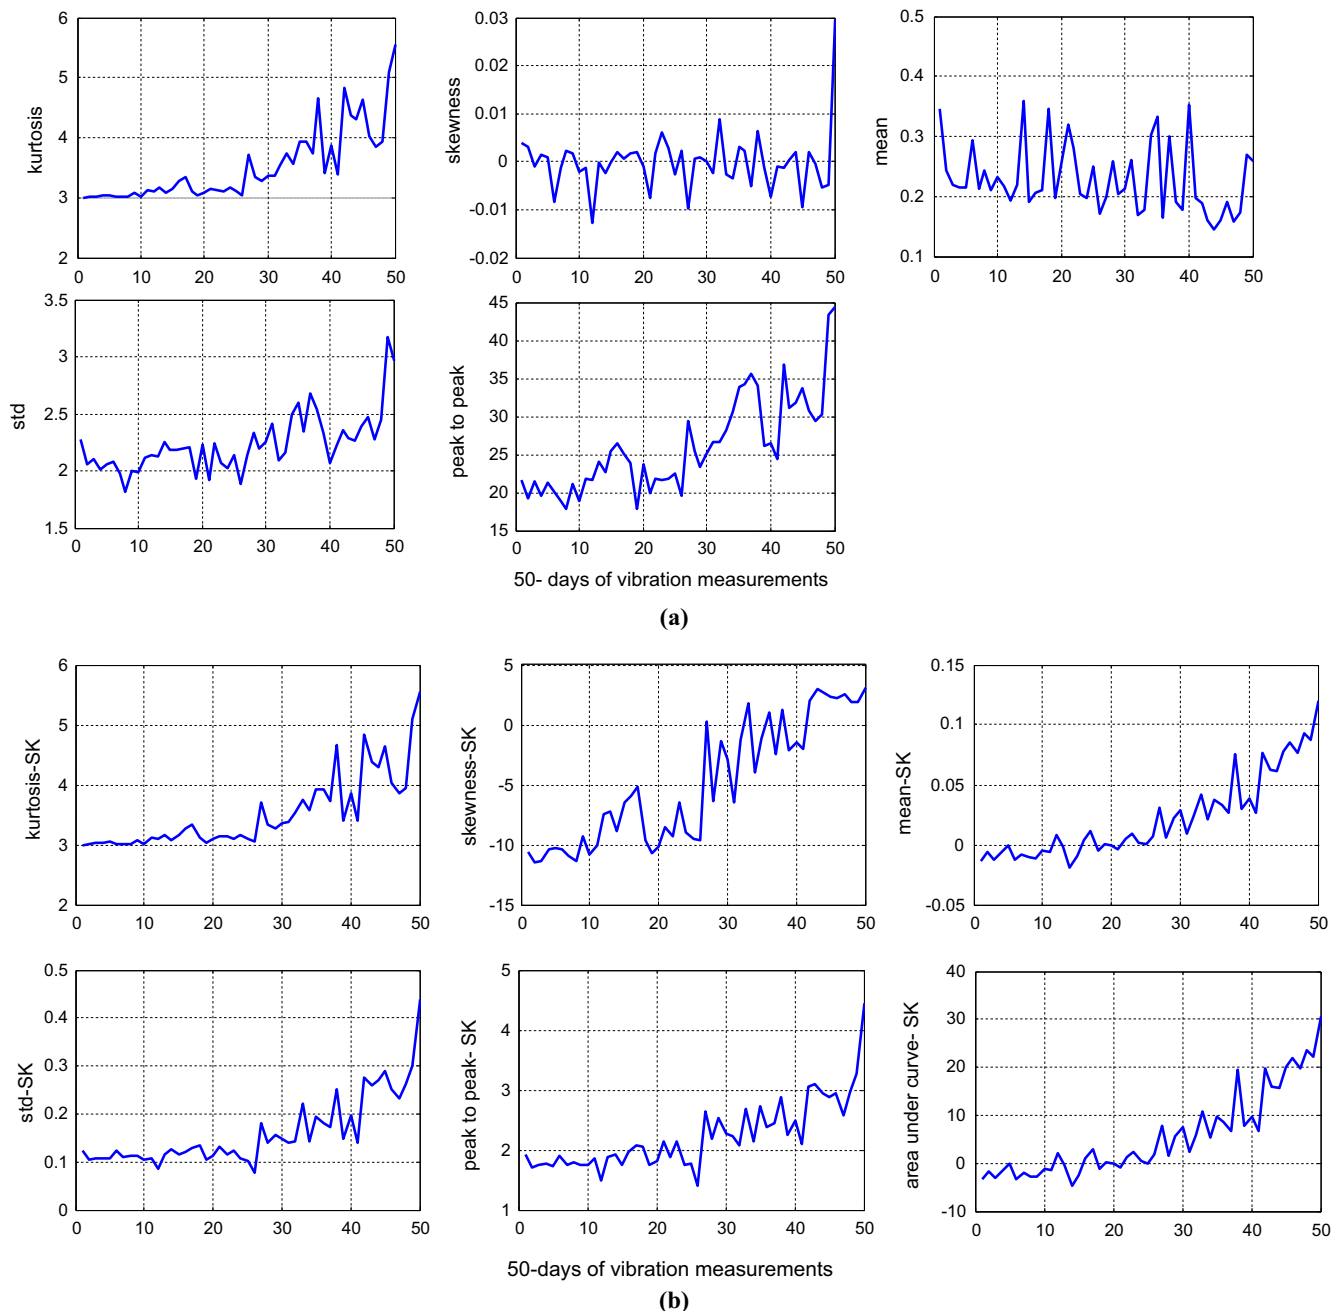 kurtosis
6
5
4
3
2
0 10 20 30 40 50
skewness
0.03
0.02
0.01
0
-0.01
-0.02
0 10 20 30 40 50
mean
0.5
0.4
0.3
0.2
0.1
0 10 20 30 40 50
std
3.5
3
2.5
2
1.5
0 10 20 30 40 50
peak to peak
45
40
35
30
25
20
15
0 10 20 30 40 50
50- days of vibration measurements
(a)
kurtosis-SK
6
5
4
3
2
0 10 20 30 40 50
skewness-SK
5
0
-5
-10
-15
0 10 20 30 40 50
mean-SK
0.15
0.1
0.05
0
-0.05
0 10 20 30 40 50
std-SK
0.5
0.4
0.3
0.2
0.1
0
0 10 20 30 40 50
peak to peak- SK
5
4
3
2
1
0 10 20 30 40 50
area under curve- SK
40
30
20
10
0
-10
0 10 20 30 40 50
50-days of vibration measurements
(b)